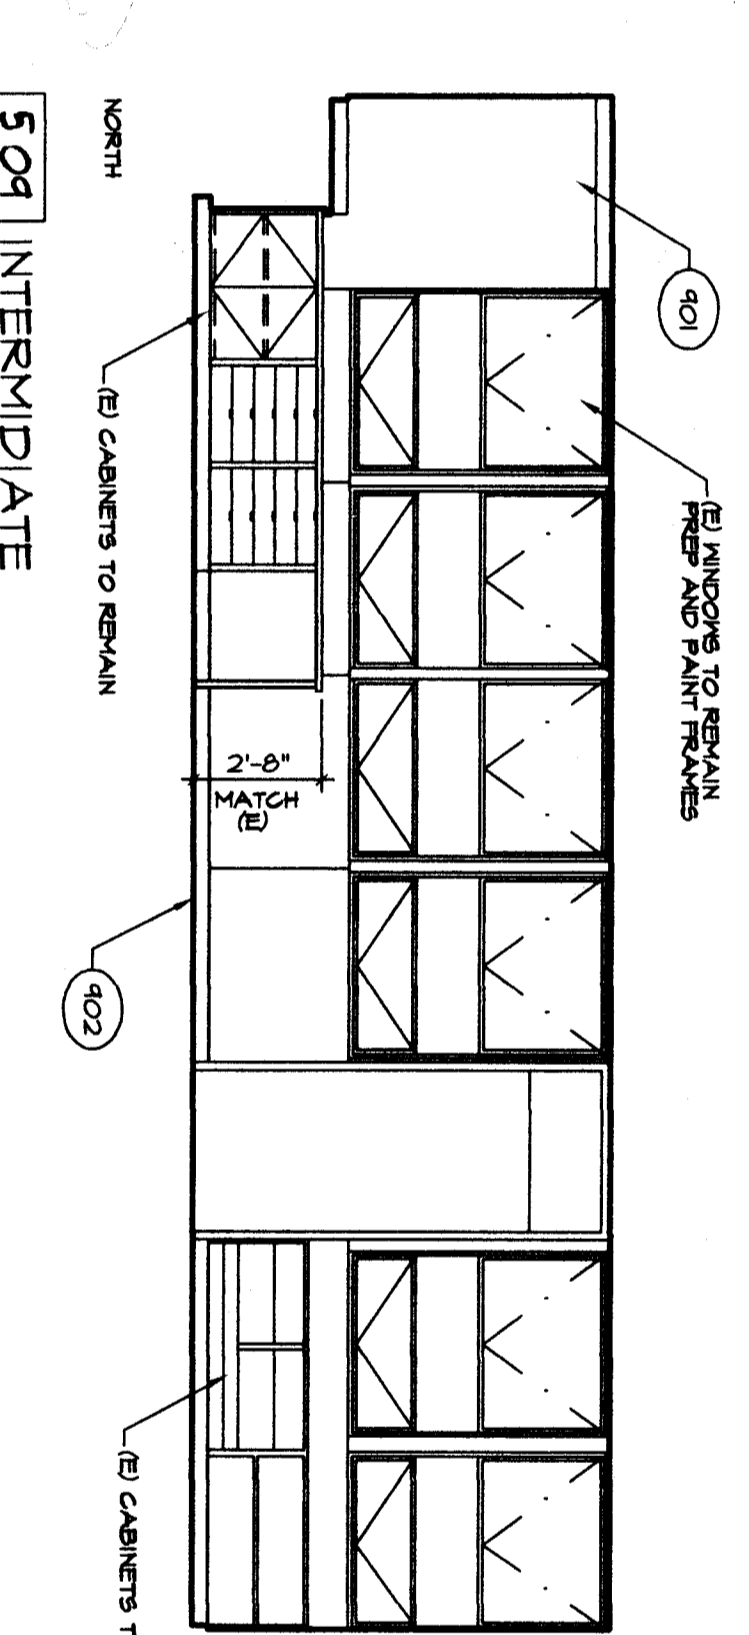 901
(E) WINDOWS TO REMAIN
PREP AND PAINT FRAMES
2'-8"
MATCH
(E)
902
(E) CABINETS TO REMAIN
(E) CABINETS T
NORTH
509 INTERMIDIATE